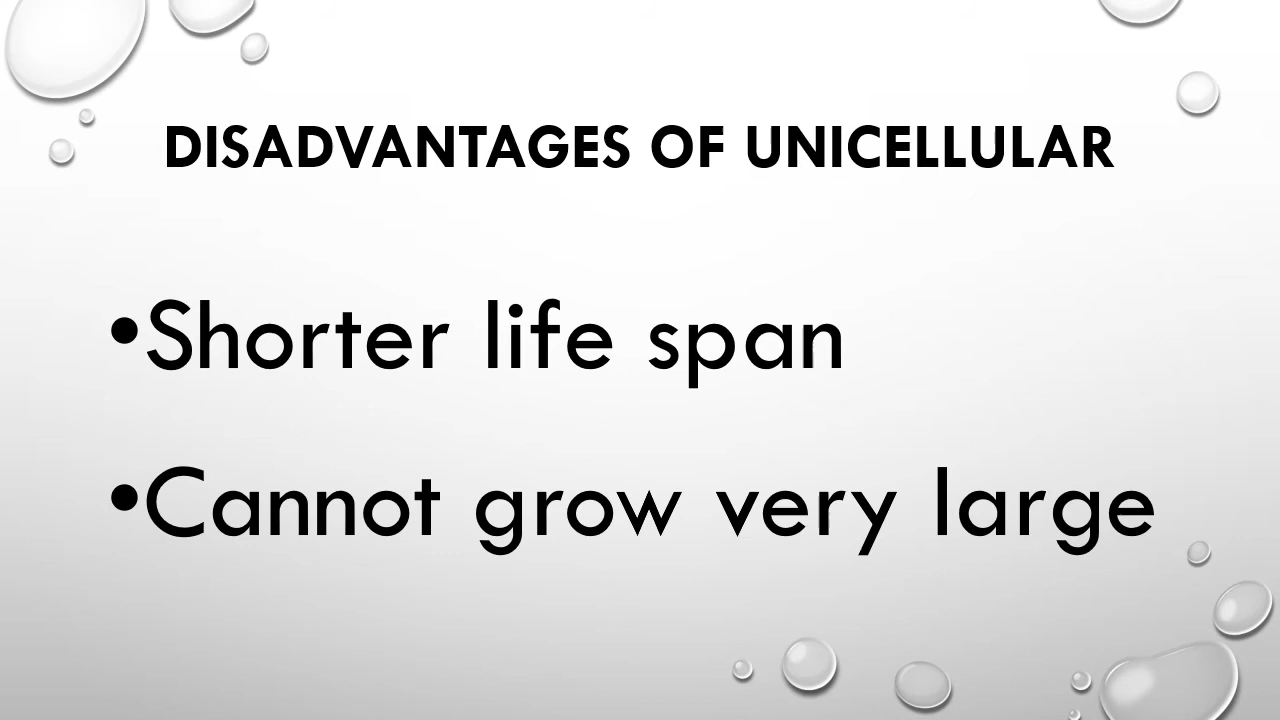 DISADVANTAGES OF UNICELLULAR
•Shorter life span
•Cannot grow very large